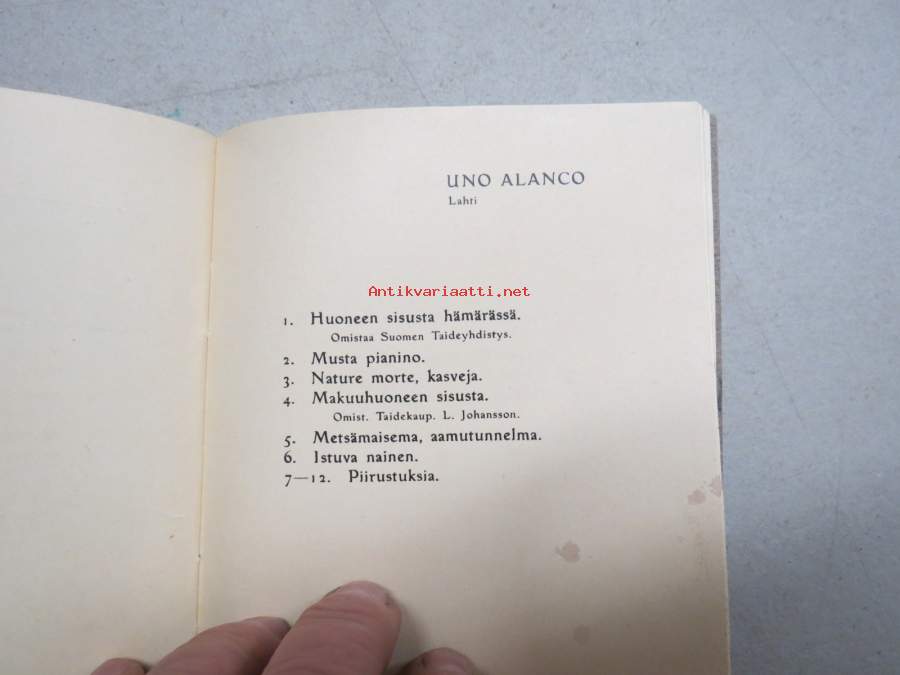 UNO ALANCO
Lahti
Antikvariaatti.net
1. Huoneen sisusta hämärässä.
Omistaa Suomen Taideyhdistys.
2. Musta pianino.
3. Nature morte, kasveja.
4. Makuuhuoneen sisusta.
Omist. Taidekaup. L. Johansson.
5. Metsämaisema, aamutunnelma.
6. Istuva nainen.
7—12. Piirustuksia.